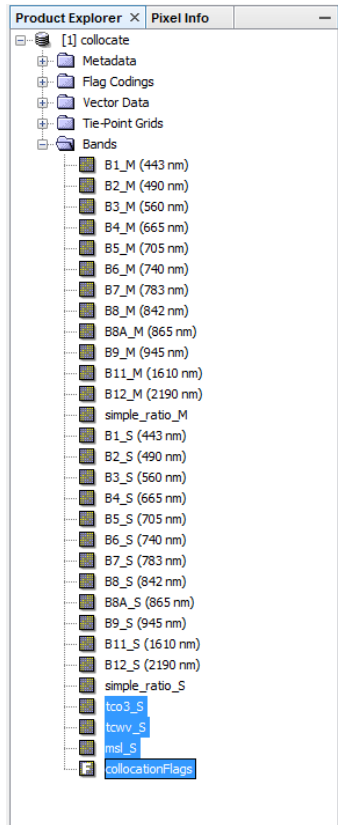 Product Explorer × Pixel Info
[1] collocate
Metadata
Flag Codings
Vector Data
Tie-Point Grids
Bands
B1_M (443 nm)
B2_M (490 nm)
B3_M (560 nm)
B4_M (665 nm)
B5_M (705 nm)
B6_M (740 nm)
B7_M (783 nm)
B8_M (842 nm)
B8A_M (865 nm)
B9_M (945 nm)
B11_M (1610 nm)
B12_M (2190 nm)
simple_ratio_M
B1_S (443 nm)
B2_S (490 nm)
B3_S (560 nm)
B4_S (665 nm)
B5_S (705 nm)
B6_S (740 nm)
B7_S (783 nm)
B8_S (842 nm)
B8A_S (865 nm)
B9_S (945 nm)
B11_S (1610 nm)
B12_S (2190 nm)
simple_ratio_S
tco3_S
tcwv_S
msl_S
F collocationFlags